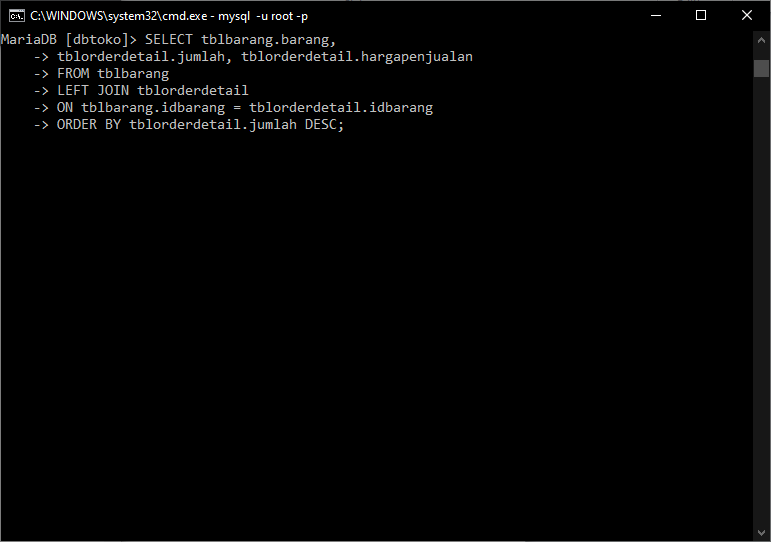 C:\WINDOWS\system32\cmd.exe - mysql -u root -p
MariaDB [dbtoko]> SELECT tblbarang.barang,
    -> tblorderdetail.jumlah, tblorderdetail.hargapenjualan
    -> FROM tblbarang
    -> LEFT JOIN tblorderdetail
    -> ON tblbarang.idbarang = tblorderdetail.idbarang
    -> ORDER BY tblorderdetail.jumlah DESC;